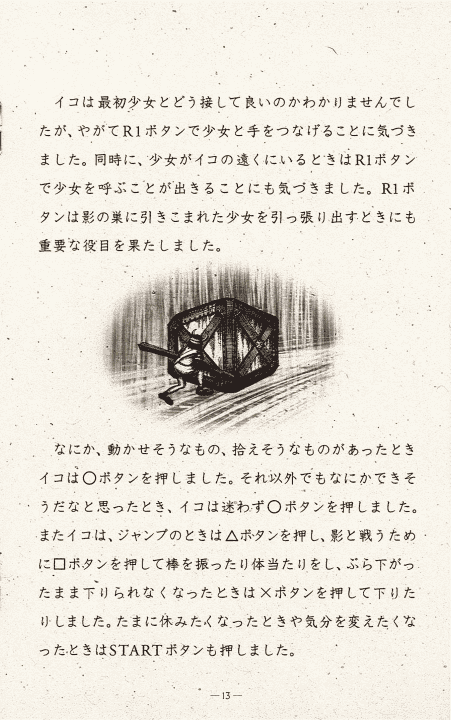 イコは最初少女とどう接して良いのかわかりませんでし
たが、やがてR1ボタンで少女と手をつなげることに気づき
ました。同時に、少女がイコの遠くにいるときはR1ボタン
で少女を呼ぶことが出きることにも気づきました。R1ボ
タンは影の巣に引きこまれた少女を引っ張り出すときにも
重要な役目を果たしました。
なにか、動かせそうなもの、拾えそうなものがあったとき
イコは○ボタンを押しました。それ以外でもなにかできそ
うだなと思ったとき、イコは迷わず○ボタンを押しました。
またイコは、ジャンプのときは△ボタンを押し、影と戦うため
に□ボタンを押して棒を振ったり体当たりをし、ぶら下がっ
たまま下りられなくなったときは×ボタンを押して下りた
りしました。たまに休みたくなったときや気分を変えたくな
ったときはSTARTボタンも押しました。
—13—